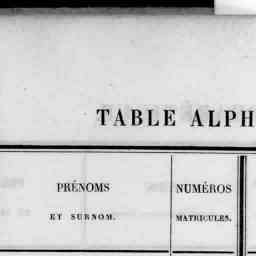 TABLE ALPH
PRÉNOMS
ET SURNOM.
NUMÉROS
MATRICULES.